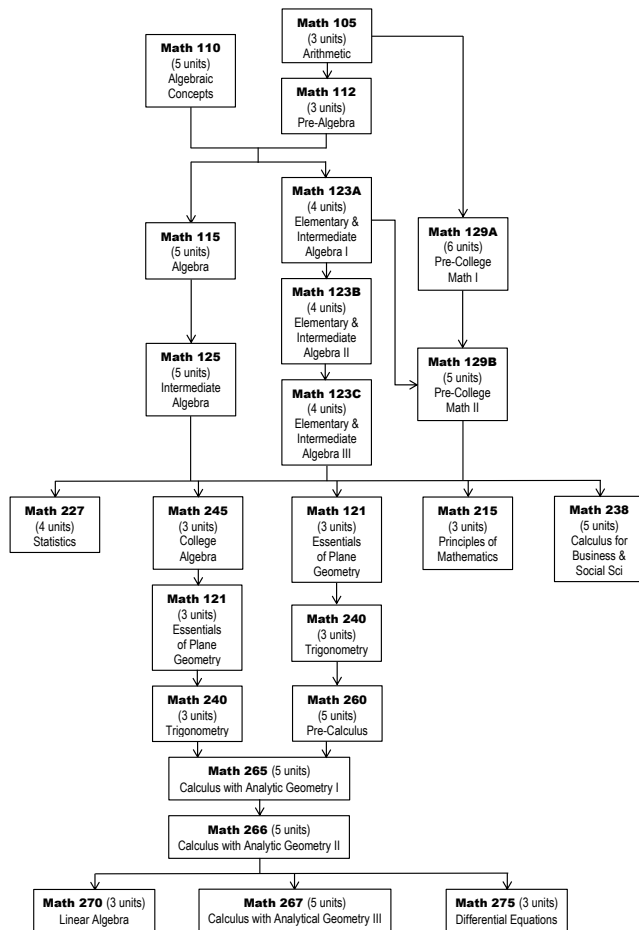 Math 105
(3 units)
Arithmetic
Math 110
(5 units)
Algebraic
Concepts
Math 112
(3 units)
Pre-Algebra
Math 123A
(4 units)
Elementary &
Intermediate
Algebra I
Math 115
(5 units)
Algebra
Math 129A
(6 units)
Pre-College
Math I
Math 123B
(4 units)
Elementary &
Intermediate
Algebra II
Math 125
(5 units)
Intermediate
Algebra
Math 129B
(5 units)
Pre-College
Math II
Math 123C
(4 units)
Elementary &
Intermediate
Algebra III
Math 227
(4 units)
Statistics
Math 245
(3 units)
College
Algebra
Math 121
(3 units)
Essentials
of Plane
Geometry
Math 215
(3 units)
Principles of
Mathematics
Math 238
(5 units)
Calculus for
Business &
Social Sci
Math 121
(3 units)
Essentials
of Plane
Geometry
Math 240
(3 units)
Trigonometry
Math 240
(3 units)
Trigonometry
Math 260
(5 units)
Pre-Calculus
Math 265 (5 units)
Calculus with Analytic Geometry I
Math 266 (5 units)
Calculus with Analytic Geometry II
Math 270 (3 units)
Linear Algebra
Math 267 (5 units)
Calculus with Analytical Geometry III
Math 275 (3 units)
Differential Equations